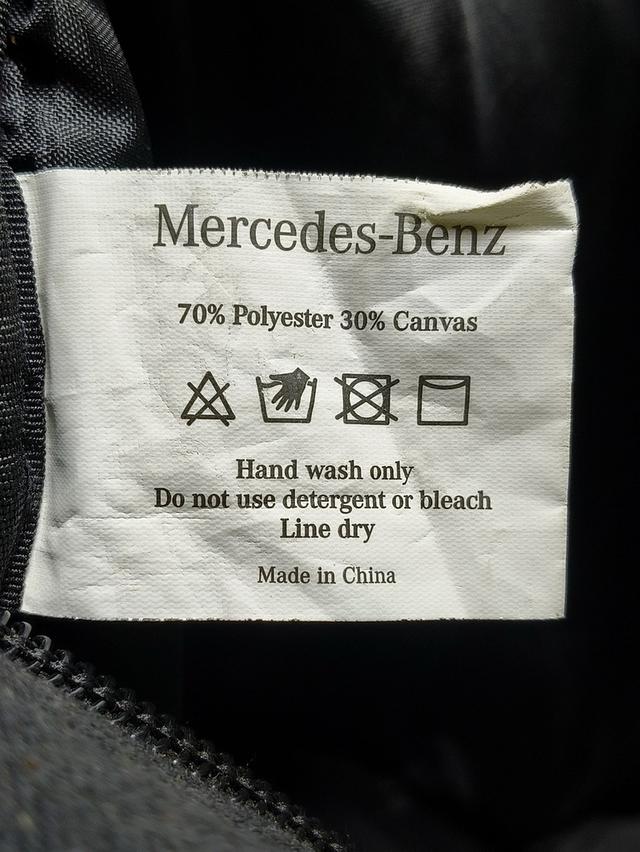 Mercedes-Benz
70% Polyester 30% Canvas
Hand wash only
Do not use detergent or bleach
Line dry
Made in China